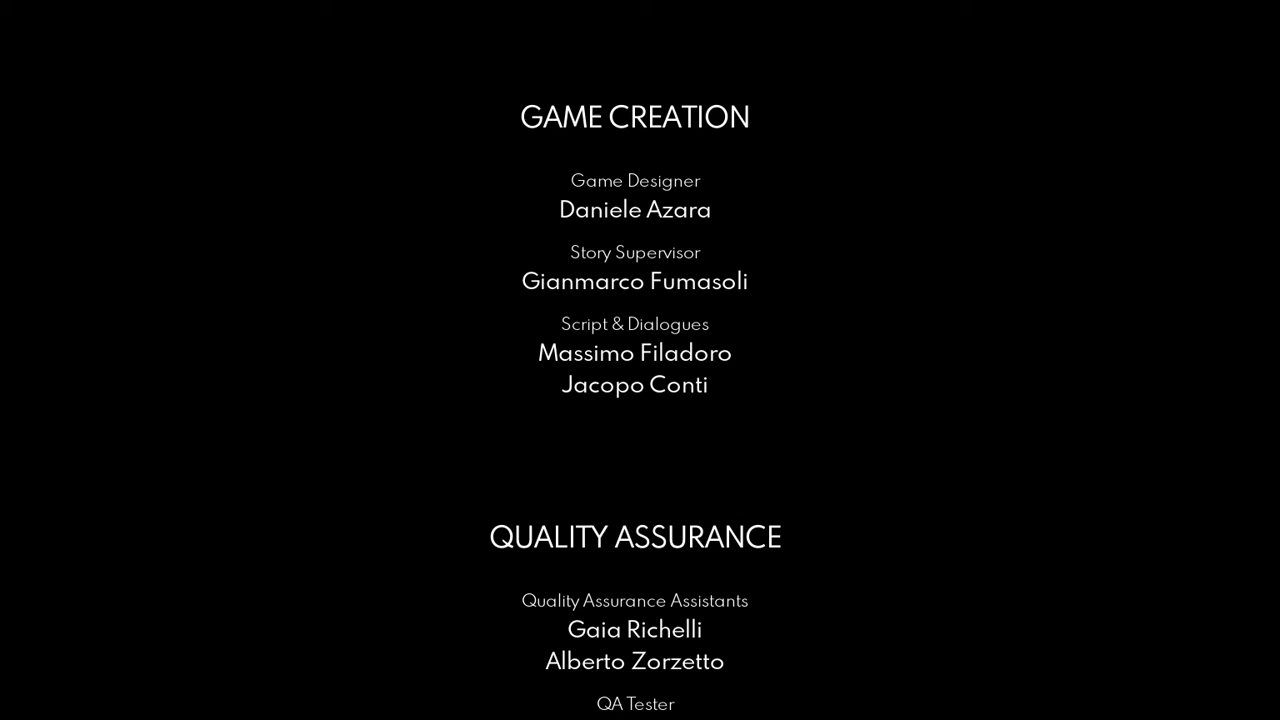 GAME CREATION
Game Designer
Daniele Azara
Story Supervisor
Gianmarco Fumasoli
Script & Dialogues
Massimo Filadoro
Jacopo Conti
QUALITY ASSURANCE
Quality Assurance Assistants
Gaia Richelli
Alberto Zorzetto
QA Tester